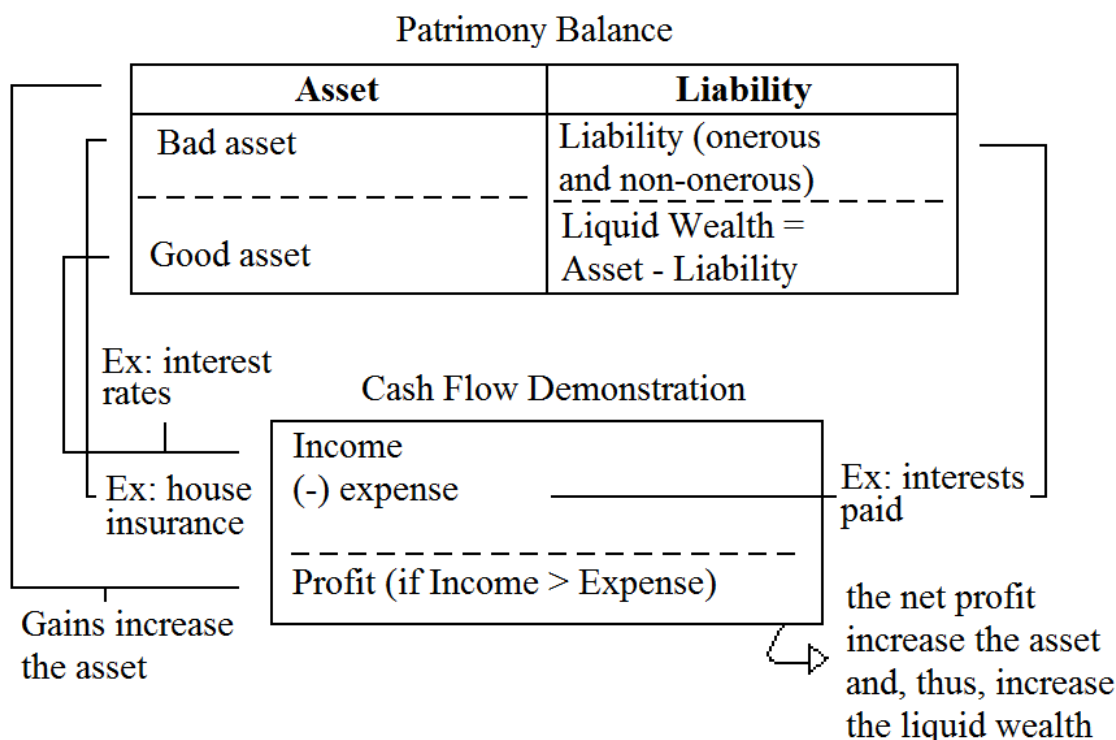 Patrimony Balance
Asset
Liability
Bad asset
Liability (onerous
and non-onerous)
Good asset
Liquid Wealth =
Asset - Liability
Ex: interest
rates
Cash Flow Demonstration
Income
(-) expense
Ex: house
insurance
Ex: interests
paid
Profit (if Income > Expense)
Gains increase
the asset
the net profit
increase the asset
and, thus, increase
the liquid wealth